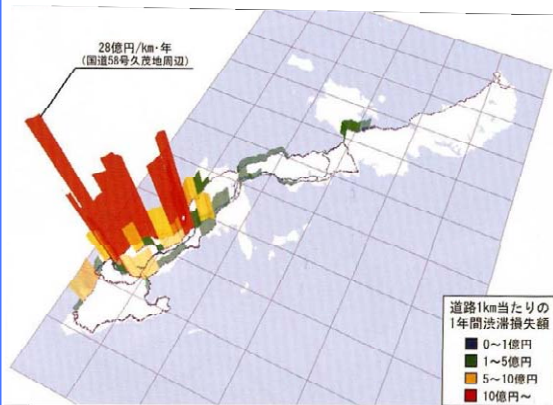 28億円/km・年
(国道58号久茂地周辺)
道路1km当たりの
1年間渋滞損失額
0～1億円
1～5億円
5～10億円
10億円～